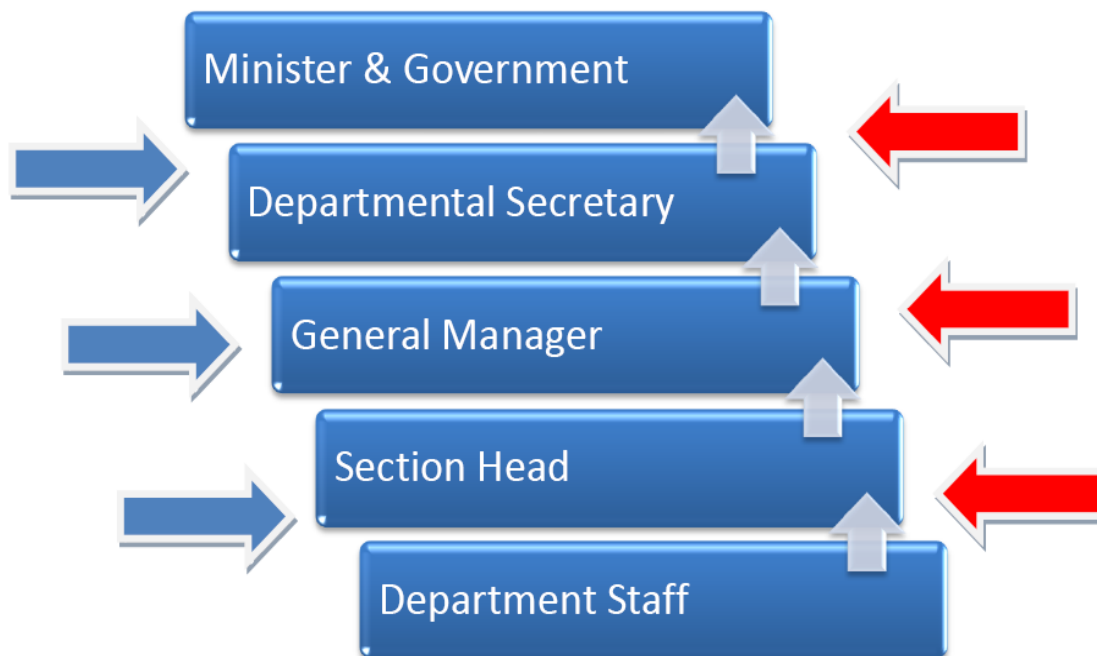 Minister & Government
Departmental Secretary
General Manager
Section Head
Department Staff